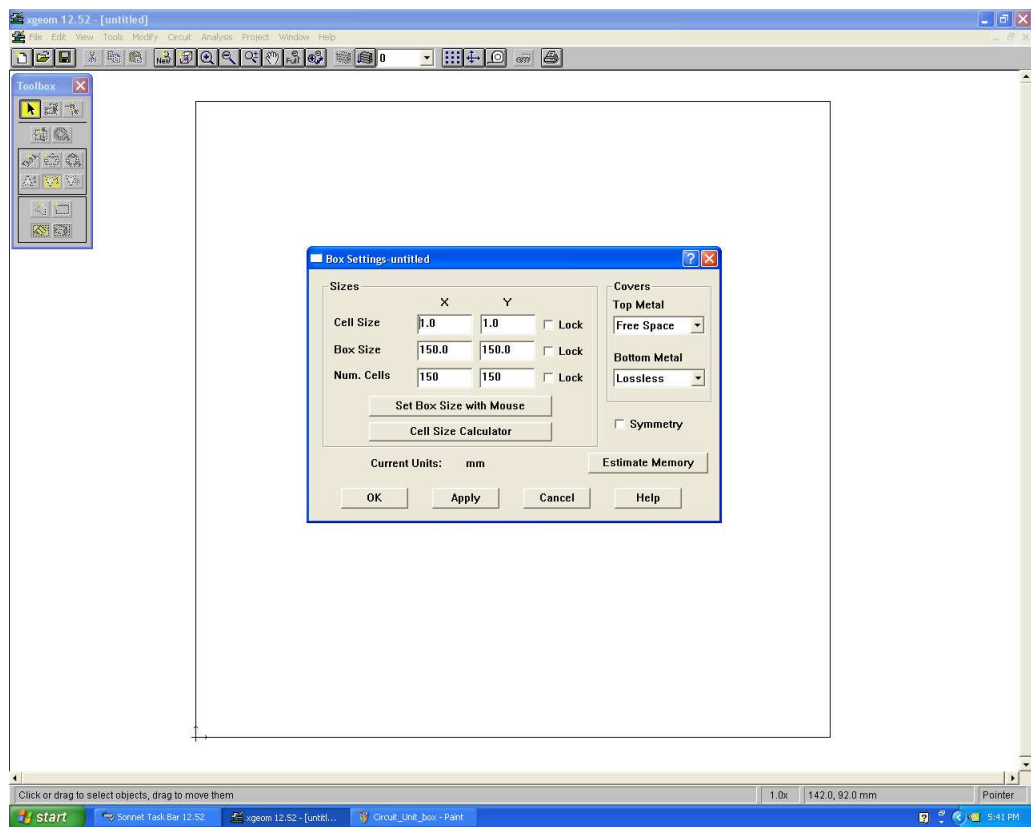 xgeom 12.52 - [untitled]
File Edit View Tools Modify Circuit Analysis Project Window Help
New Full 0 em
Toolbox
Box Settings-untitled
Sizes
X Y
Cell Size 1.0 1.0 Lock
Box Size 150.0 150.0 Lock
Num. Cells 150 150 Lock
Set Box Size with Mouse
Cell Size Calculator
Covers
Top Metal
Free Space
Bottom Metal
Lossless
Symmetry
Current Units: mm
Estimate Memory
OK Apply Cancel Help
Click or drag to select objects, drag to move them 1.0x 142.0, 92.0 mm Pointer
start Sonnet Task Bar 12.52 xgeom 12.52 - [untitl... Circuit_Unit_box - Paint 5:41 PM